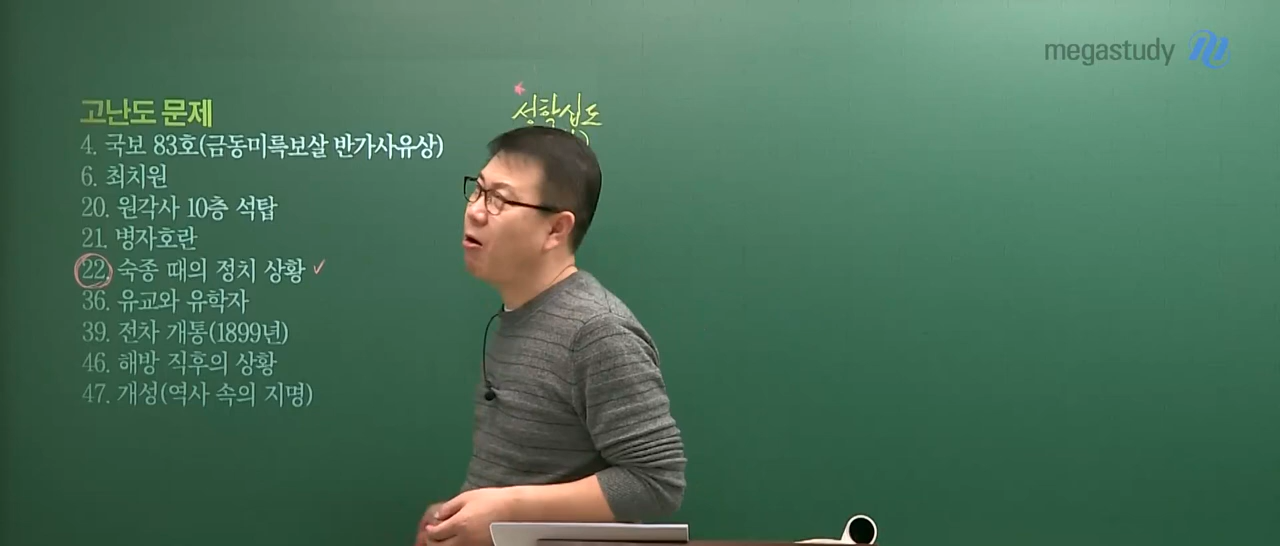 megastudy
고난도 문제
4. 국보 83호(금동미륵보살 반가사유상)
6. 최치원
20. 원각사 10층 석탑
21. 병자호란
22. 숙종 때의 정치 상황
36. 유교와 유학자
39. 전차 개통(1899년)
46. 해방 직후의 상황
47. 개성(역사 속의 지명)
성학십도